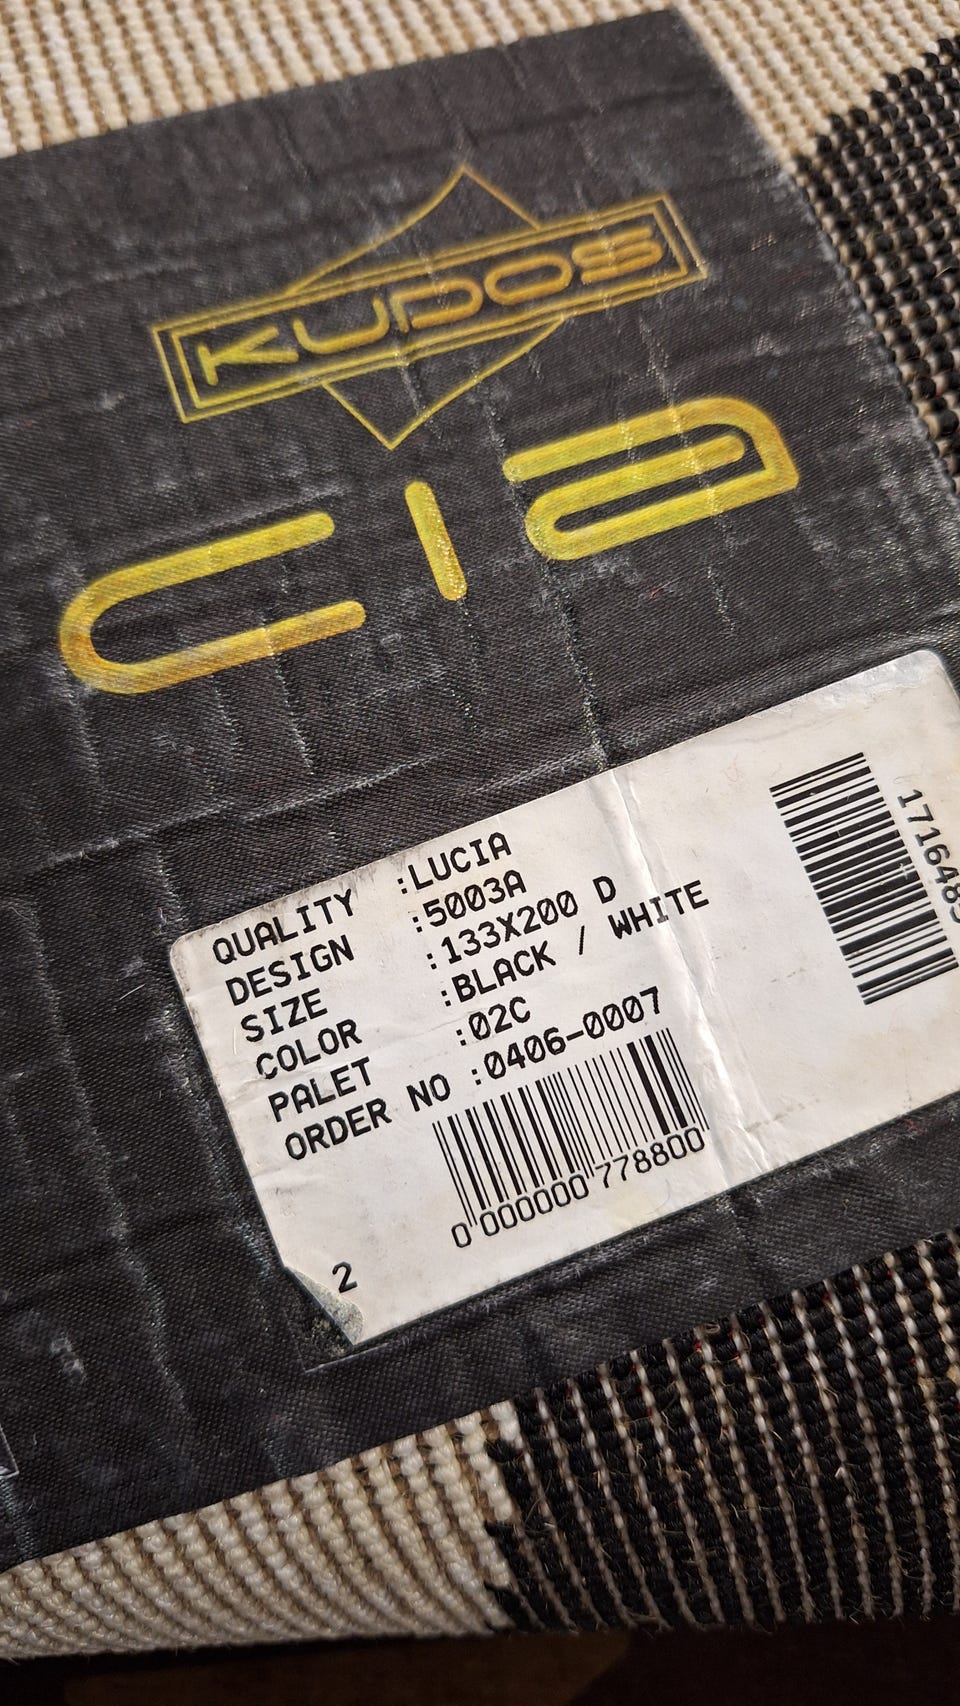 KUDOS
cia
QUALITY :LUCIA
DESIGN :5003A
SIZE :133X200 D
COLOR :BLACK / WHITE
PALET :02C
ORDER NO :0406-0007
0 000000 778800
2